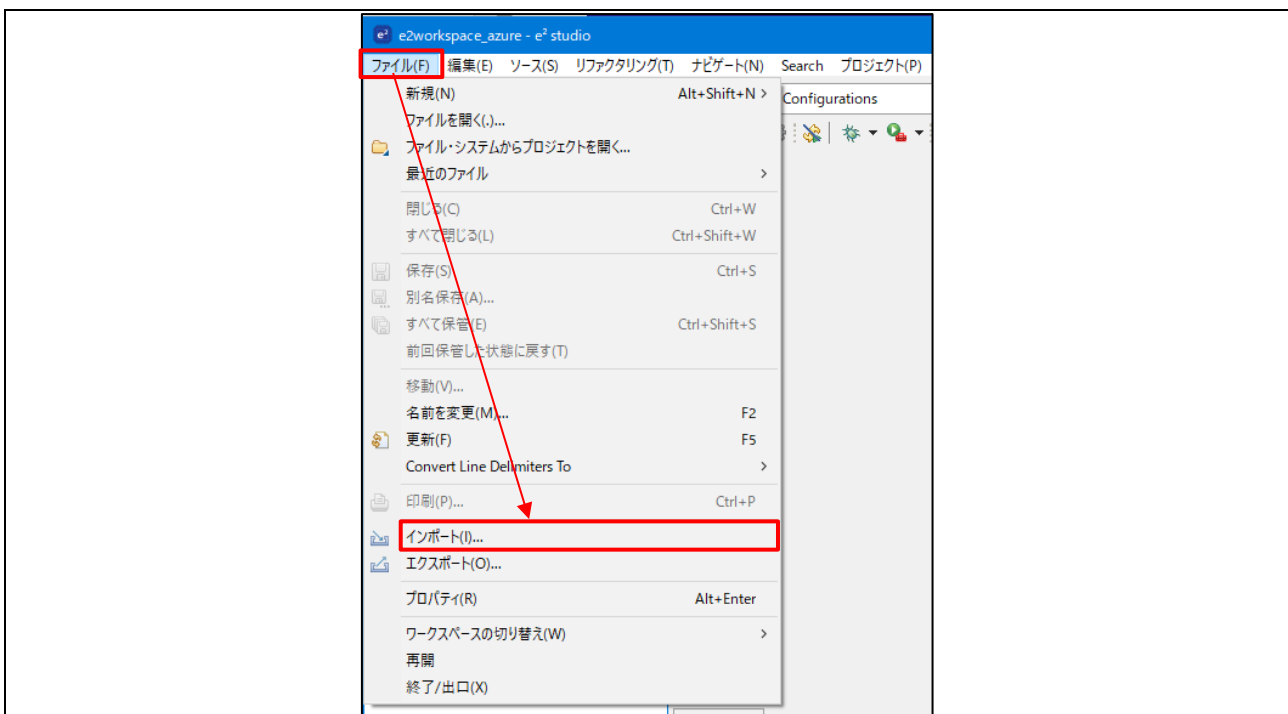 e² e2workspace_azure - e² studio
ファイル(F) 編集(E) ソース(S) リファクタリング(T) ナビゲート(N) Search プロジェクト(P)
新規(N) Alt+Shift+N >
Configurations
ファイルを開く(.)...
ファイル・システムからプロジェクトを開く...
最近のファイル >
閉じる(C) Ctrl+W
すべて閉じる(L) Ctrl+Shift+W
保存(S) Ctrl+S
別名保存(A)...
すべて保管(E) Ctrl+Shift+S
前回保管した状態に戻す(T)
移動(V)...
名前を変更(M)... F2
更新(F) F5
Convert Line Delimiters To >
印刷(P)... Ctrl+P
インポート(I)...
エクスポート(O)...
プロパティ(R) Alt+Enter
ワークスペースの切り替え(W) >
再開
終了/出口(X)